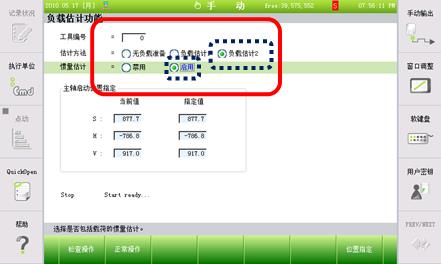 2010.05.17 月
手 动
free:39,575,552
S
07:56:11 PM
记录状况
执行单位
Cmd
点动
QuickOpen
帮助
负载估计功能
工具编号 = 0
估计方法 = 无负载准备 负载估计 负载估计2
惯量估计 = 禁用 启用
主轴启动位置指定
当前值 指定值
S : 877.7 877.7
H : -786.8 -786.8
V : 917.0 917.0
Stop Start ready...
选择是否包括载荷的惯量估计。
检查操作 正常操作 位置指定
手动输出
窗口调整
软键盘
用户密钥
PREV/NEXT